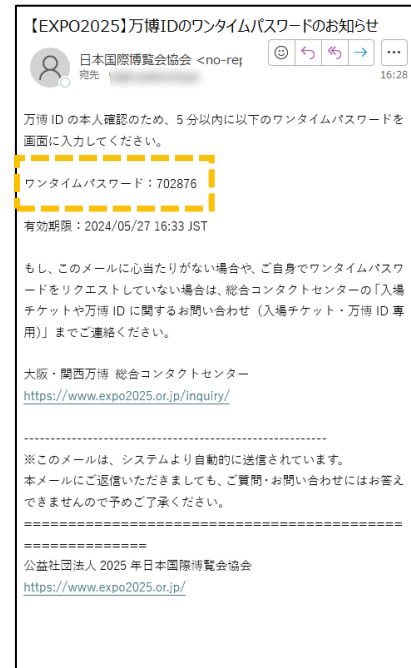 【EXPO2025】万博IDのワンタイムパスワードのお知らせ
日本国際博覧会協会 <no-rep
宛先
16:28
万博 ID の本人確認のため、5 分以内に以下のワンタイムパスワードを
画面に入力してください。
ワンタイムパスワード：702876
有効期限：2024/05/27 16:33 JST
もし、このメールに心当たりがない場合や、ご自身でワンタイムパスワ
ードをリクエストしていない場合は、総合コンタクトセンターの「入場
チケットや万博 ID に関するお問い合わせ（入場チケット・万博 ID 専
用）」までご連絡ください。
大阪・関西万博 総合コンタクトセンター
https://www.expo2025.or.jp/inquiry/
--------------------------------------------------------
※このメールは、システムより自動的に送信されています。
本メールにご返信いただきましても、ご質問・お問い合わせにはお答え
できませんので予めご了承ください。
============================================
==============
公益社団法人 2025 年日本国際博覧会協会
https://www.expo2025.or.jp/